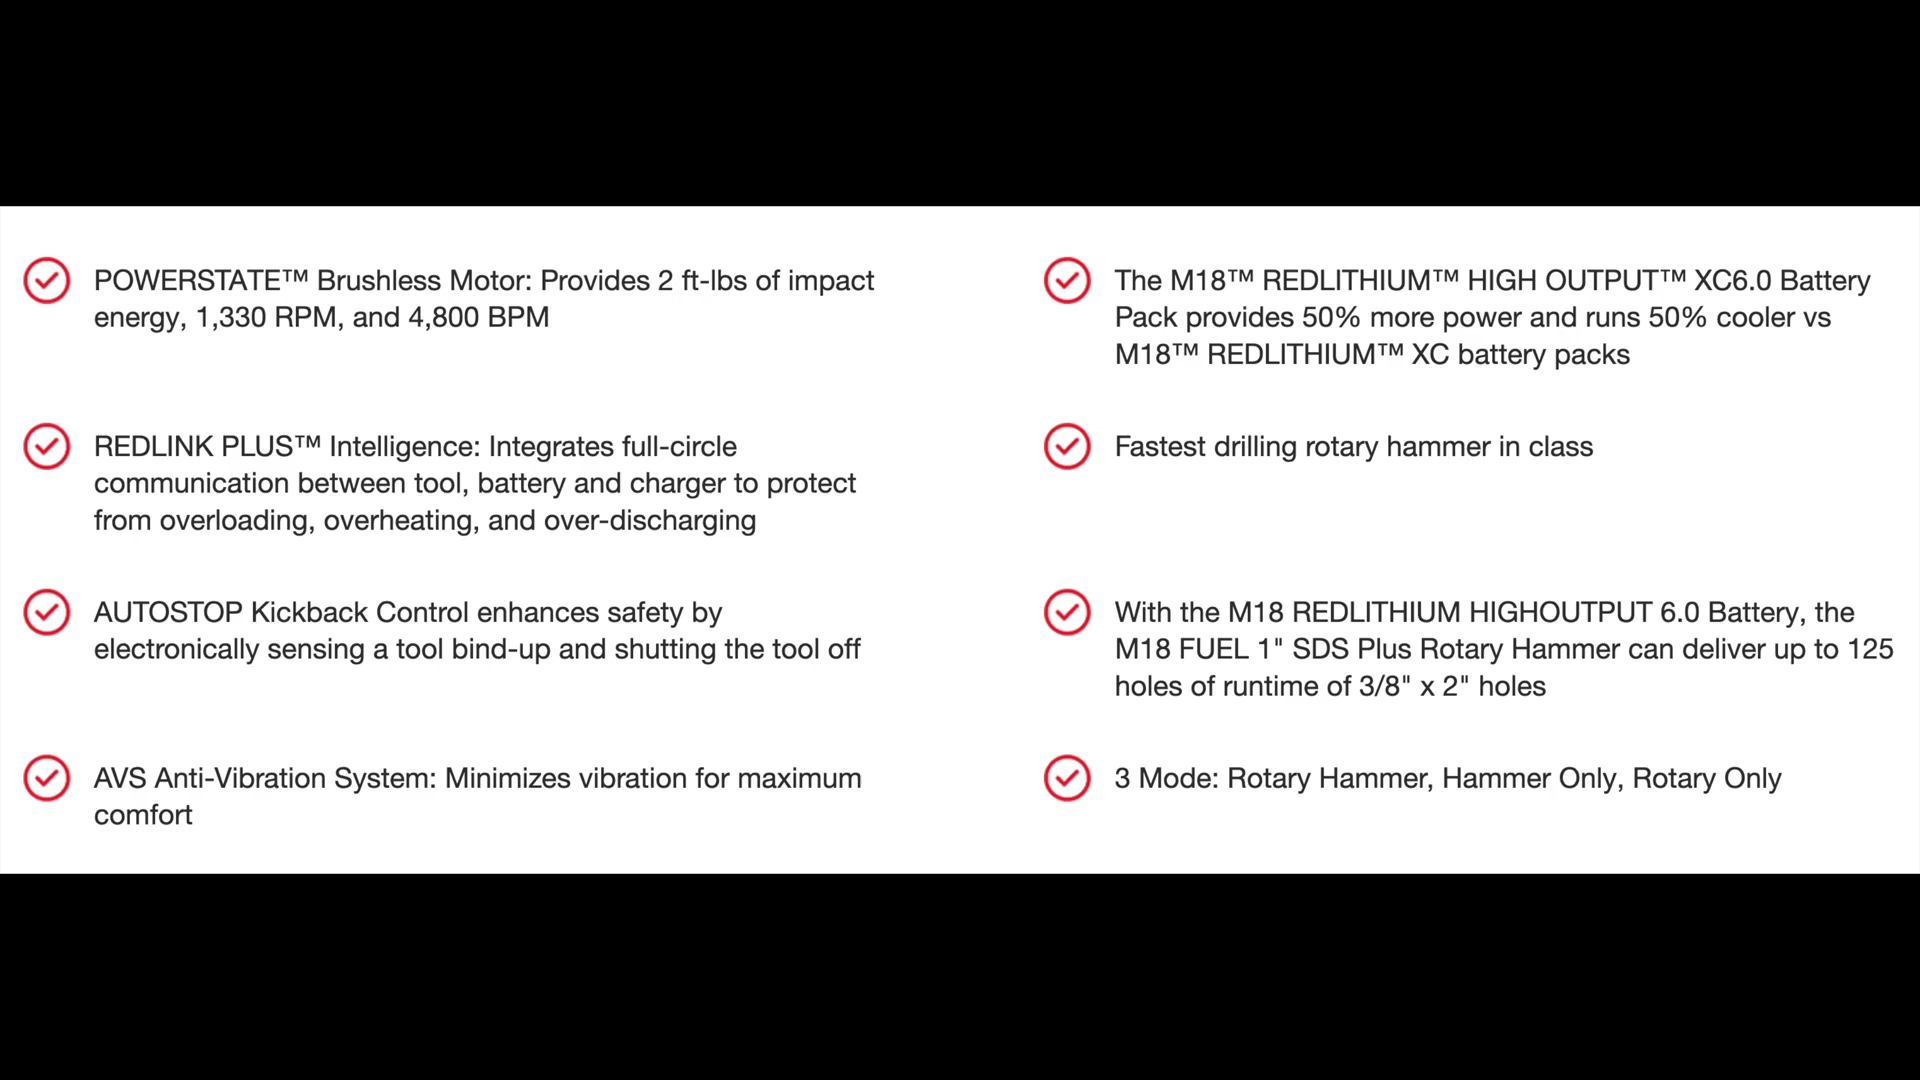 POWERSTATE™ Brushless Motor: Provides 2 ft-lbs of impact
energy, 1,330 RPM, and 4,800 BPM
REDLINK PLUS™ Intelligence: Integrates full-circle
communication between tool, battery and charger to protect
from overloading, overheating, and over-discharging
AUTOSTOP Kickback Control enhances safety by
electronically sensing a tool bind-up and shutting the tool off
AVS Anti-Vibration System: Minimizes vibration for maximum
comfort
The M18™ REDLITHIUM™ HIGH OUTPUT™ XC6.0 Battery
Pack provides 50% more power and runs 50% cooler vs
M18™ REDLITHIUM™ XC battery packs
Fastest drilling rotary hammer in class
With the M18 REDLITHIUM HIGHOUTPUT 6.0 Battery, the
M18 FUEL 1" SDS Plus Rotary Hammer can deliver up to 125
holes of runtime of 3/8" x 2" holes
3 Mode: Rotary Hammer, Hammer Only, Rotary Only